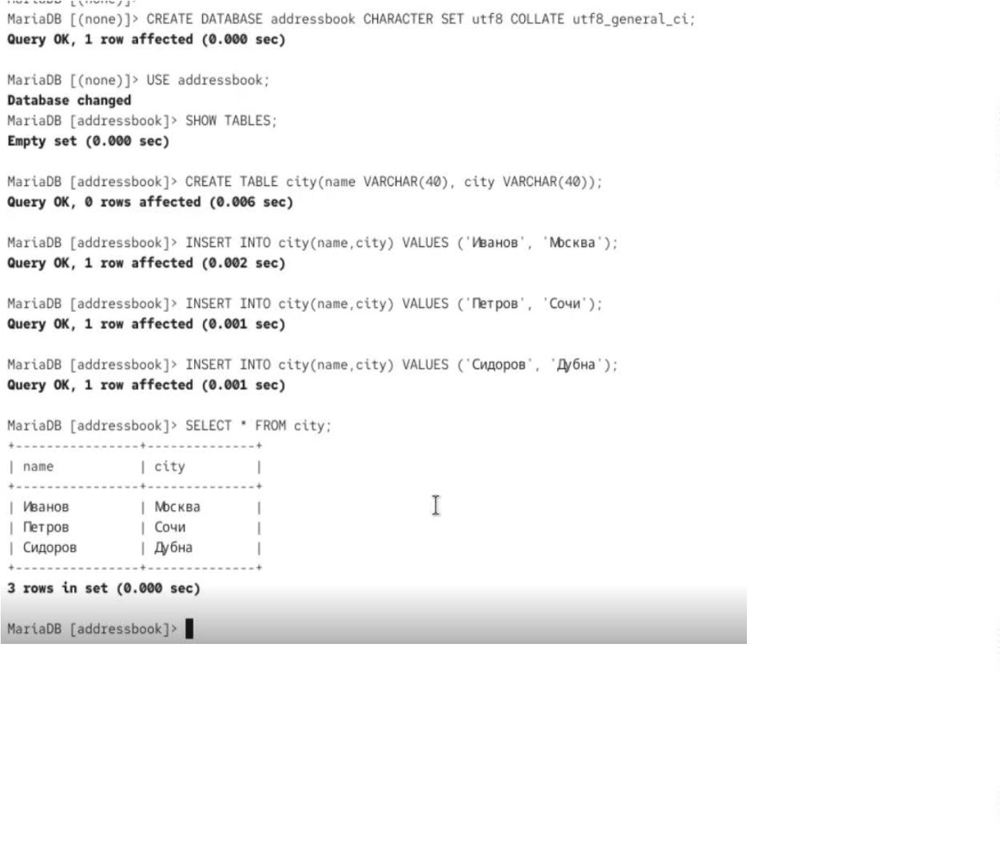 MariaDB [(none)]>
MariaDB [(none)]> CREATE DATABASE addressbook CHARACTER SET utf8 COLLATE utf8_general_ci;
Query OK, 1 row affected (0.000 sec)
MariaDB [(none)]> USE addressbook;
Database changed
MariaDB [addressbook]> SHOW TABLES;
Empty set (0.000 sec)
MariaDB [addressbook]> CREATE TABLE city(name VARCHAR(40), city VARCHAR(40));
Query OK, 0 rows affected (0.006 sec)
MariaDB [addressbook]> INSERT INTO city(name,city) VALUES ('Иванов', 'Москва');
Query OK, 1 row affected (0.002 sec)
MariaDB [addressbook]> INSERT INTO city(name,city) VALUES ('Петров', 'Сочи');
Query OK, 1 row affected (0.001 sec)
MariaDB [addressbook]> INSERT INTO city(name,city) VALUES ('Сидоров', 'Дубна');
Query OK, 1 row affected (0.001 sec)
MariaDB [addressbook]> SELECT * FROM city;
+----------------+--------------+
| name | city |
+----------------+--------------+
| Иванов | Москва |
| Петров | Сочи |
| Сидоров | Дубна |
+----------------+--------------+
3 rows in set (0.000 sec)
MariaDB [addressbook]>